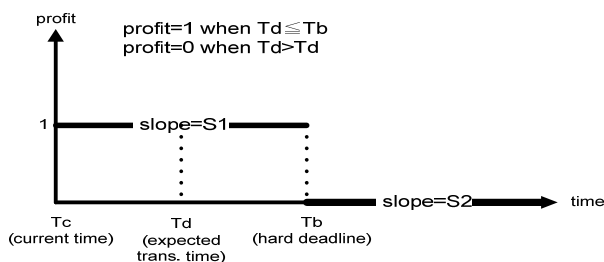 profit
profit=1 when Td≦Tb
profit=0 when Td>Td
1
slope=S1
slope=S2
time
Tc
(current time)
Td
(expected
trans. time)
Tb
(hard deadline)